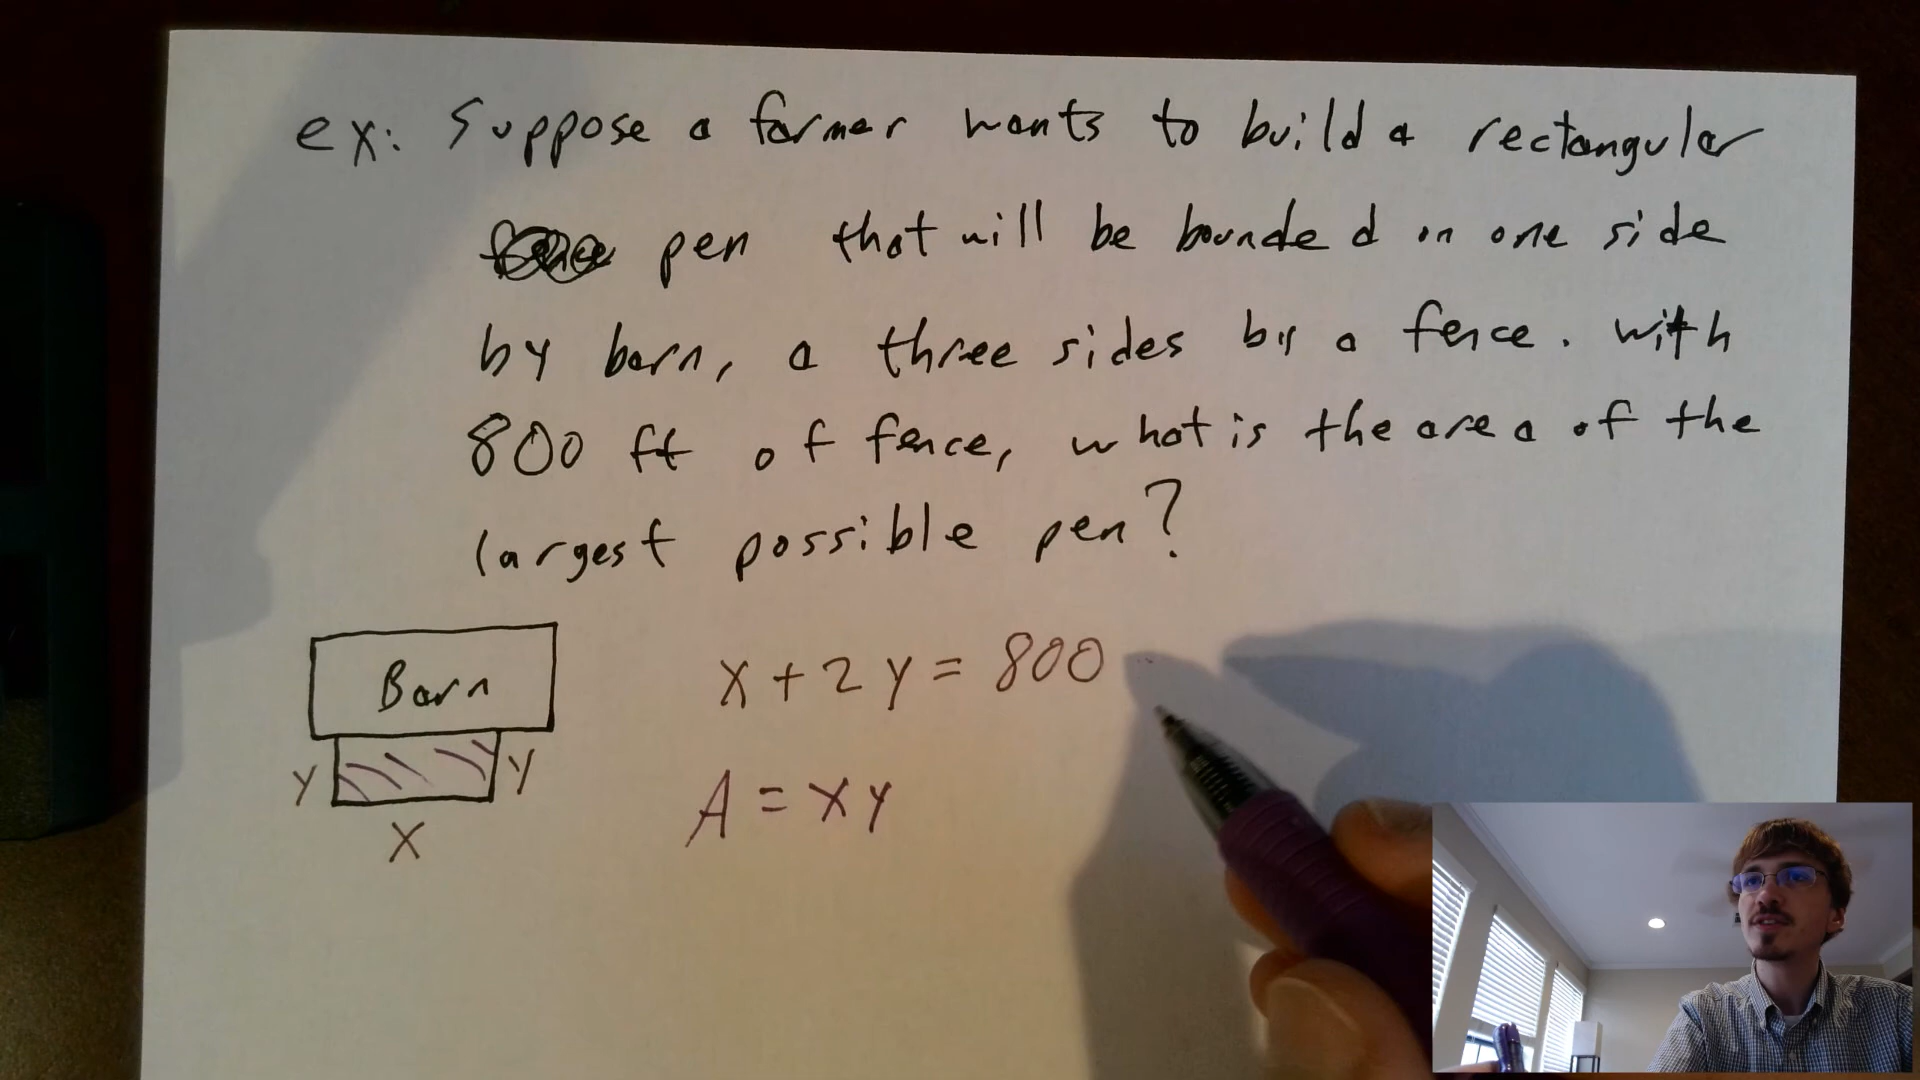 ex: Suppose a farmer wants to build a rectangular
pen that will be bounded on one side
by barn, a three sides by a fence. With
800 ft of fence, what is the area of the
largest possible pen?
Barn
x + 2y = 800
y y
A = xy
x